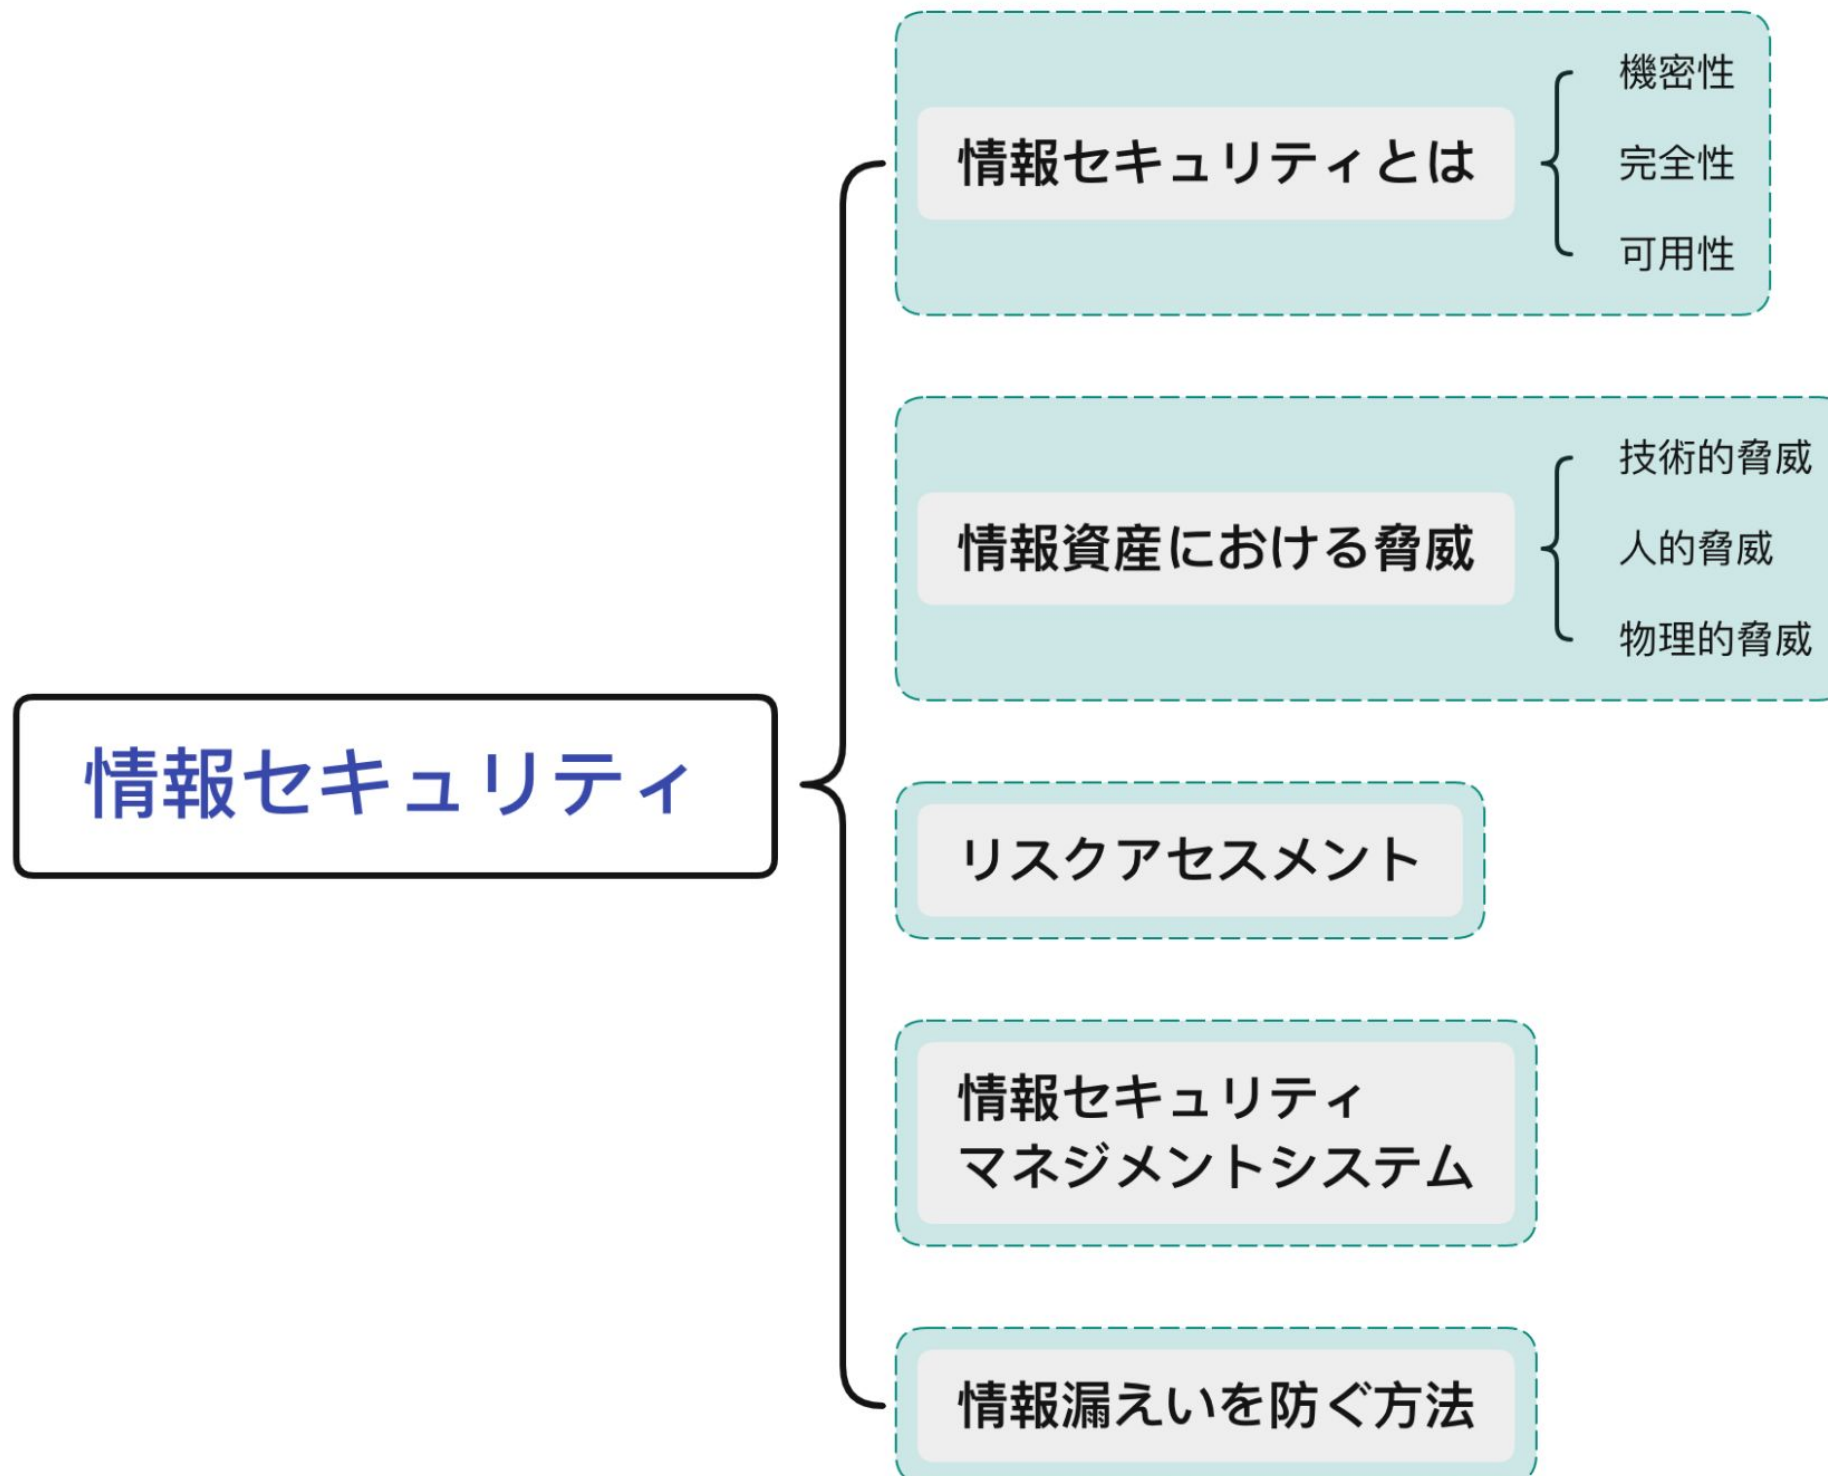 情報セキュリティ
情報セキュリティとは
機密性
完全性
可用性
情報資産における脅威
技術的脅威
人的脅威
物理的脅威
リスクアセスメント
情報セキュリティ
マネジメントシステム
情報漏えいを防ぐ方法